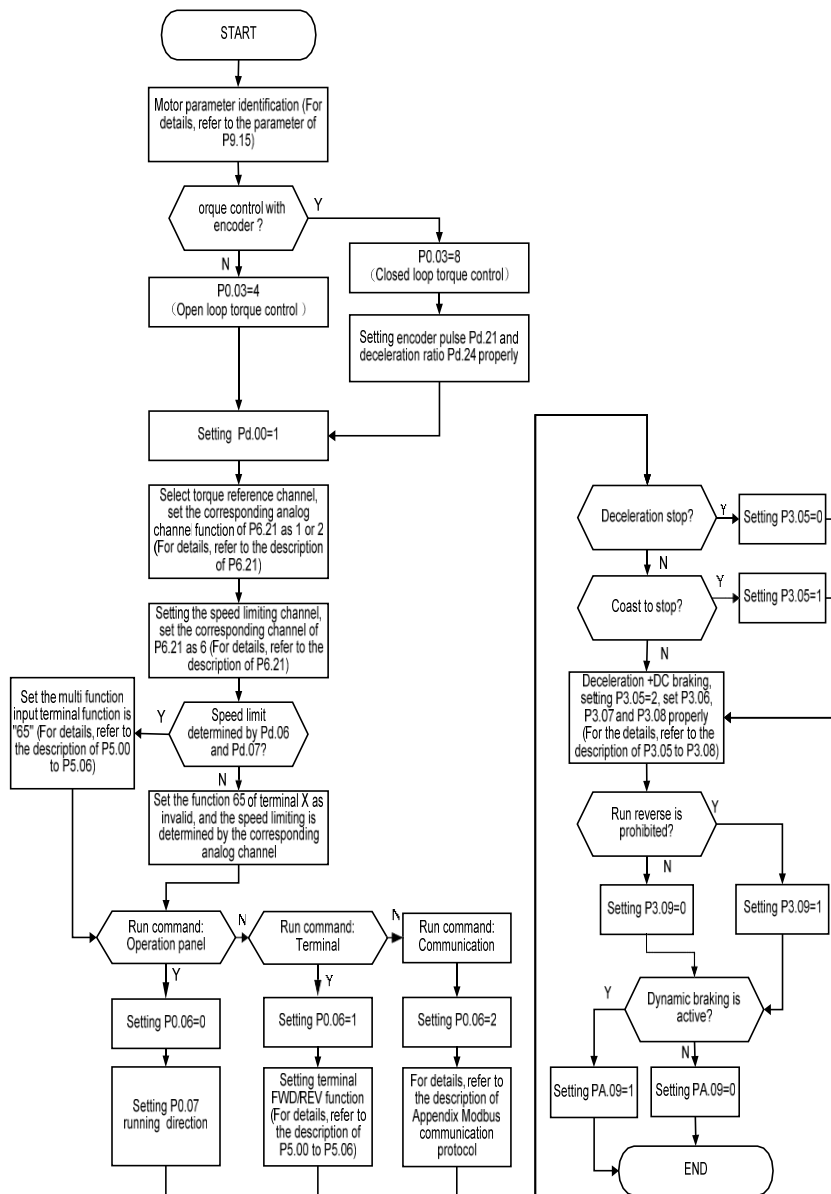 START
Motor parameter identification (For
details, refer to the parameter of
P9.15)
orque control with
encoder ?
Y
N
P0.03=8
(Closed loop torque control)
P0.03=4
(Open loop torque control )
Setting encoder pulse Pd.21 and
deceleration ratio Pd.24 properly
Setting Pd.00=1
Select torque reference channel,
set the corresponding analog
channel function of P6.21 as 1 or 2
(For details, refer to the description
of P6.21)
Setting the speed limiting channel,
set the corresponding channel of
P6.21 as 6 (For details, refer to the
description of P6.21)
Speed limit
determined by Pd.06
and Pd.07?
Y
N
Set the multi function
input terminal function is
"65" (For details, refer to
the description of P5.00
to P5.06)
Set the function 65 of terminal X as
invalid, and the speed limiting is
determined by the corresponding
analog channel
Run command:
Operation panel
N
Run command:
Terminal
N
Run command:
Communication
Y
Y
Setting P0.06=0
Setting P0.06=1
Setting P0.06=2
Setting P0.07
running direction
Setting terminal
FWD/REV function
(For details, refer to
the description of
P5.00 to P5.06)
For details, refer to
the description of
Appendix Modbus
communication
protocol
Deceleration stop?
Y
Setting P3.05=0
N
Coast to stop?
Y
Setting P3.05=1
N
Deceleration +DC braking,
setting P3.05=2, set P3.06,
P3.07 and P3.08 properly
(For the details, refer to the
description of P3.05 to P3.08)
Run reverse is
prohibited?
Y
N
Setting P3.09=0
Setting P3.09=1
Dynamic braking is
active?
Y
N
Setting PA.09=1
Setting PA.09=0
END